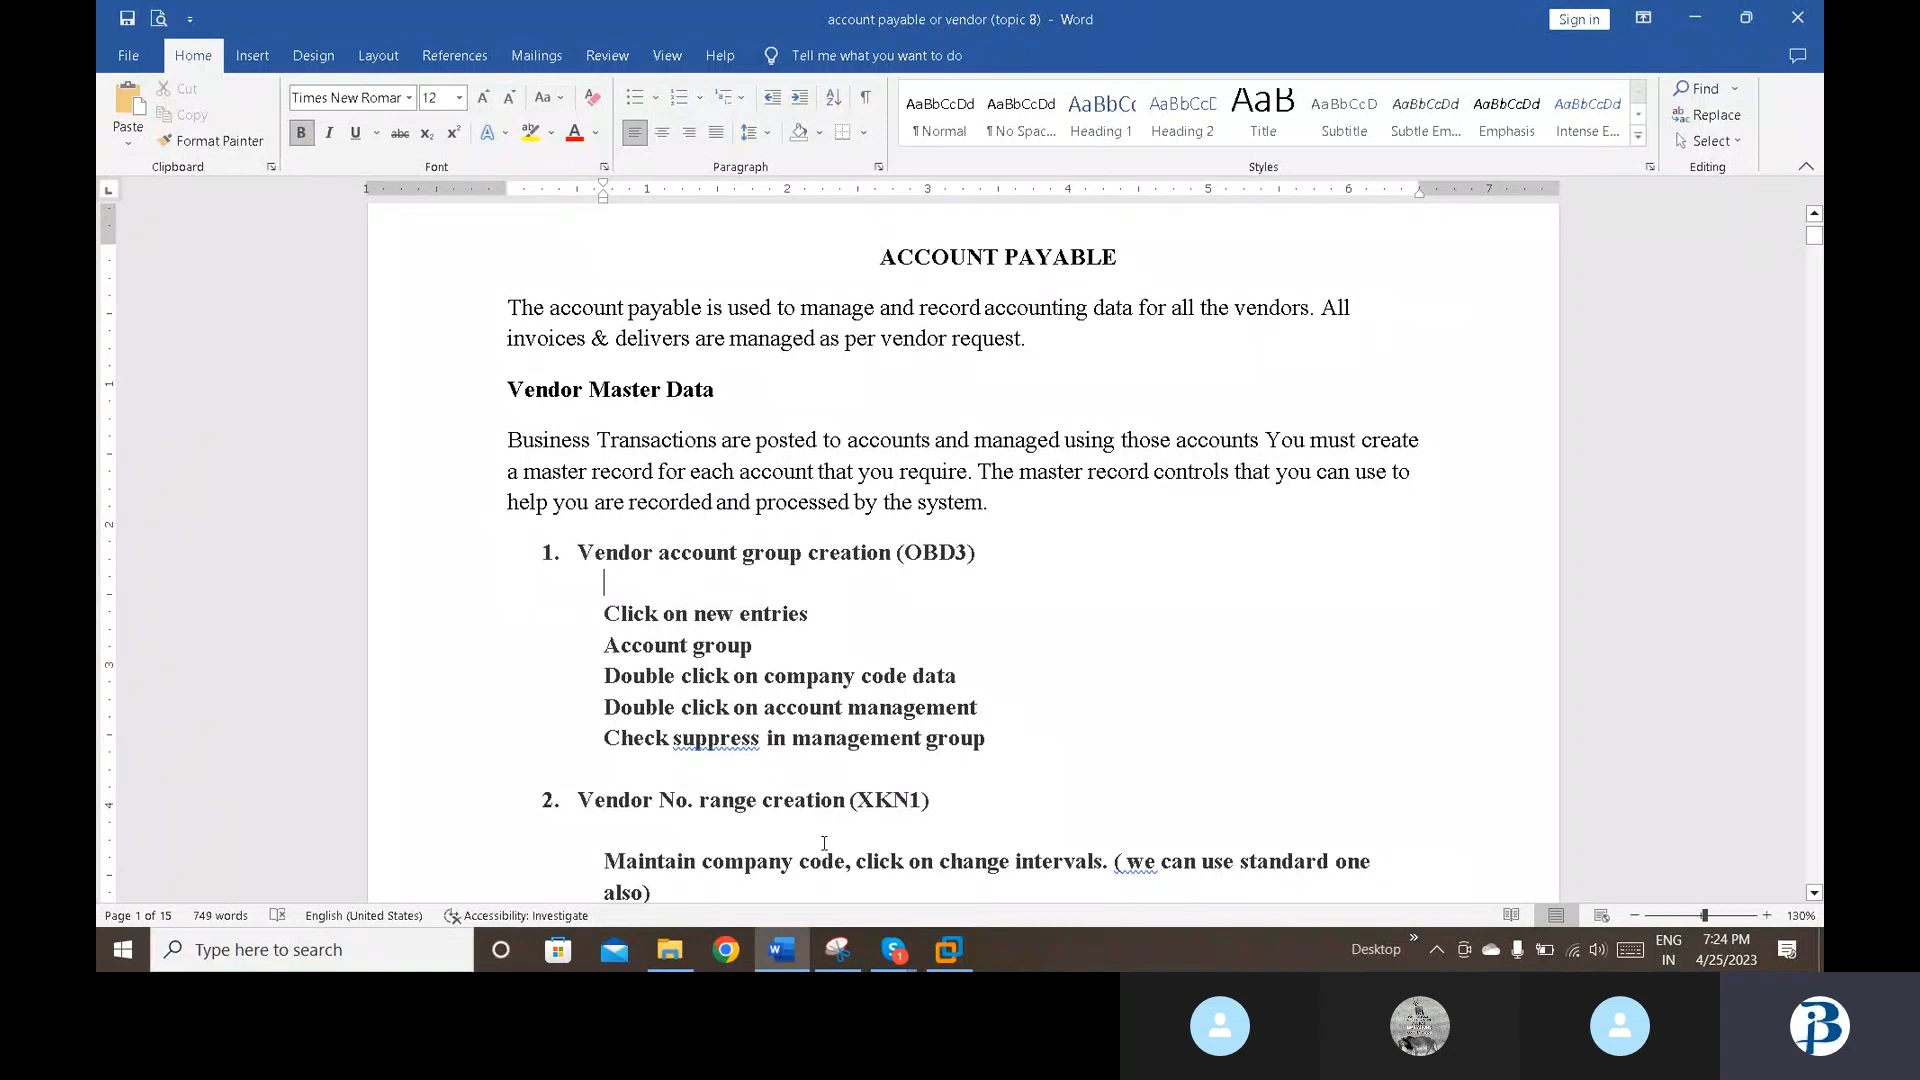 account payable or vendor (topic 8) - Word
Sign in
File Home Insert Design Layout References Mailings Review View Help Tell me what you want to do
Paste
Cut
Copy
Format Painter
Times New Romar 12
AaBbCcDd AaBbCcDd AaBbCc AaBbCcD AaB AaBbCcD AaBbCcDd AaBbCcDd AaBbCcDd
¶ Normal ¶ No Spac... Heading 1 Heading 2 Title Subtitle Subtle Em... Emphasis Intense E...
Find
Replace
Select
Clipboard Font Paragraph Styles Editing
1 1 2 3 4 5 6 7
ACCOUNT PAYABLE
The account payable is used to manage and record accounting data for all the vendors. All
invoices & delivers are managed as per vendor request.
Vendor Master Data
Business Transactions are posted to accounts and managed using those accounts You must create
a master record for each account that you require. The master record controls that you can use to
help you are recorded and processed by the system.
1. Vendor account group creation (OBD3)
Click on new entries
Account group
Double click on company code data
Double click on account management
Check suppress in management group
2. Vendor No. range creation (XKN1)
Maintain company code, click on change intervals. ( we can use standard one
also)
Page 1 of 15 749 words English (United States) Accessibility: Investigate 130%
Type here to search
Desktop
ENG
IN
7:24 PM
4/25/2023